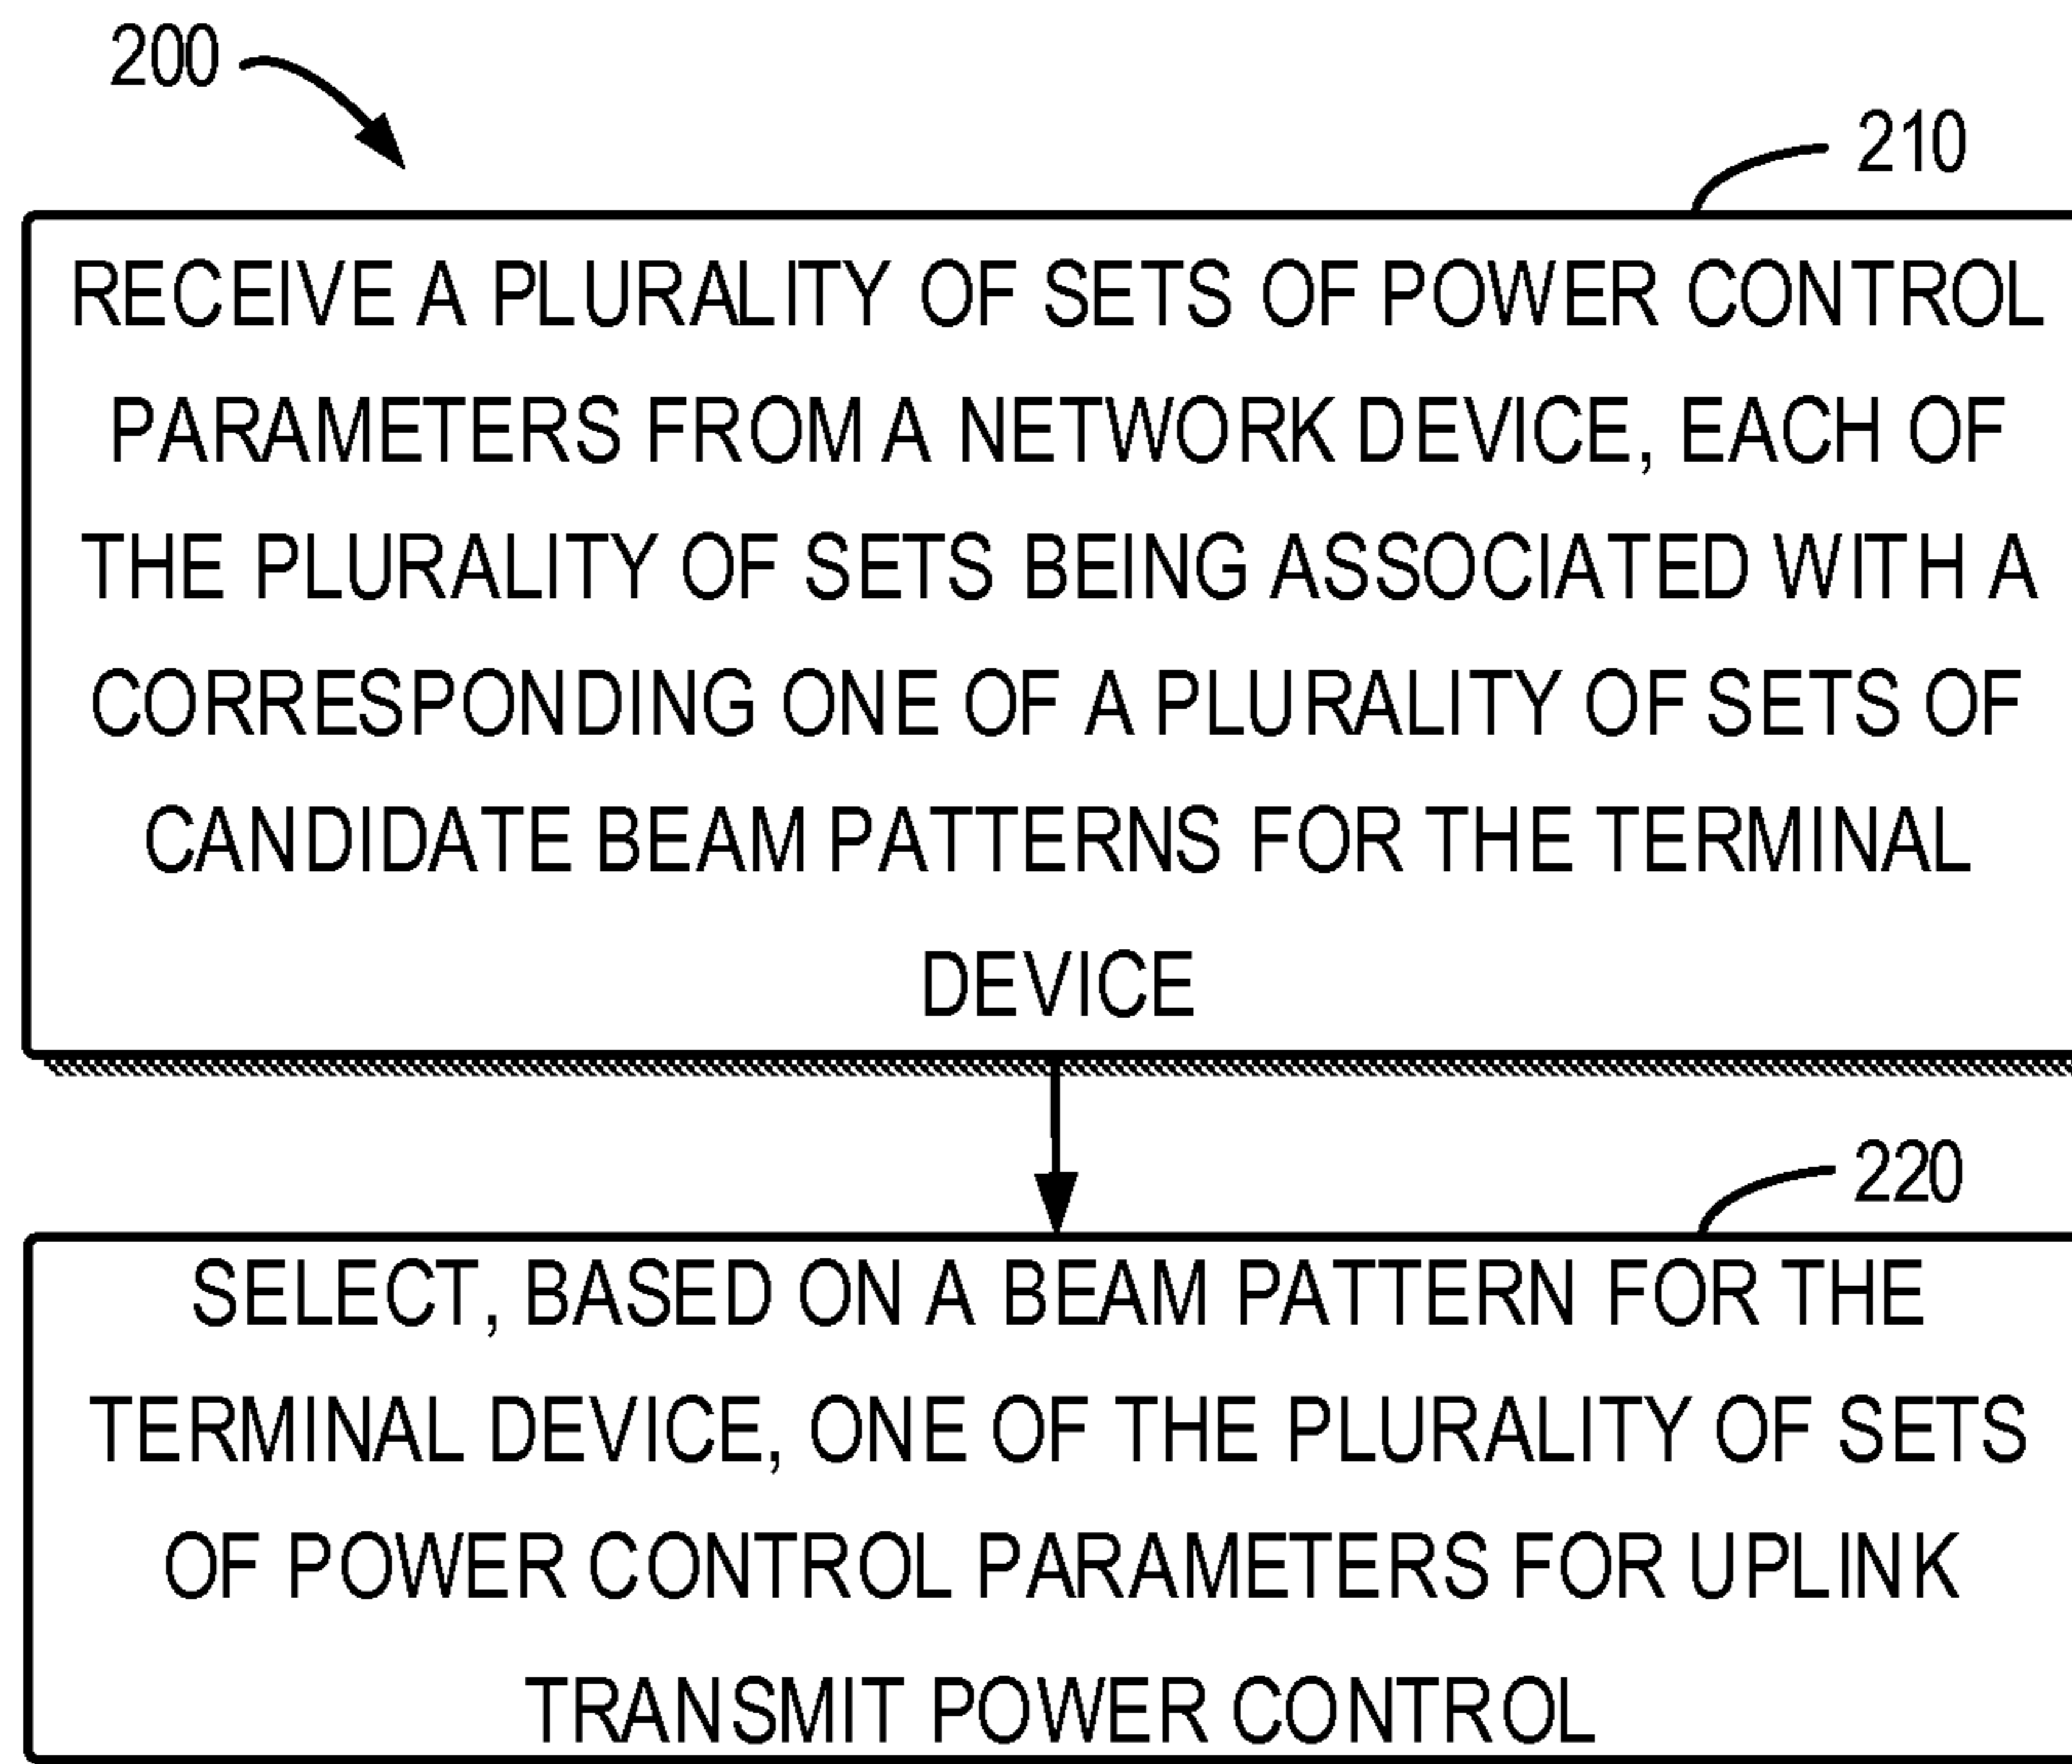 200
210
RECEIVE A PLURALITY OF SETS OF POWER CONTROL
PARAMETERS FROM A NETWORK DEVICE, EACH OF
THE PLURALITY OF SETS BEING ASSOCIATED WITH A
CORRESPONDING ONE OF A PLURALITY OF SETS OF
CANDIDATE BEAM PATTERNS FOR THE TERMINAL
DEVICE
220
SELECT, BASED ON A BEAM PATTERN FOR THE
TERMINAL DEVICE, ONE OF THE PLURALITY OF SETS
OF POWER CONTROL PARAMETERS FOR UPLINK
TRANSMIT POWER CONTROL